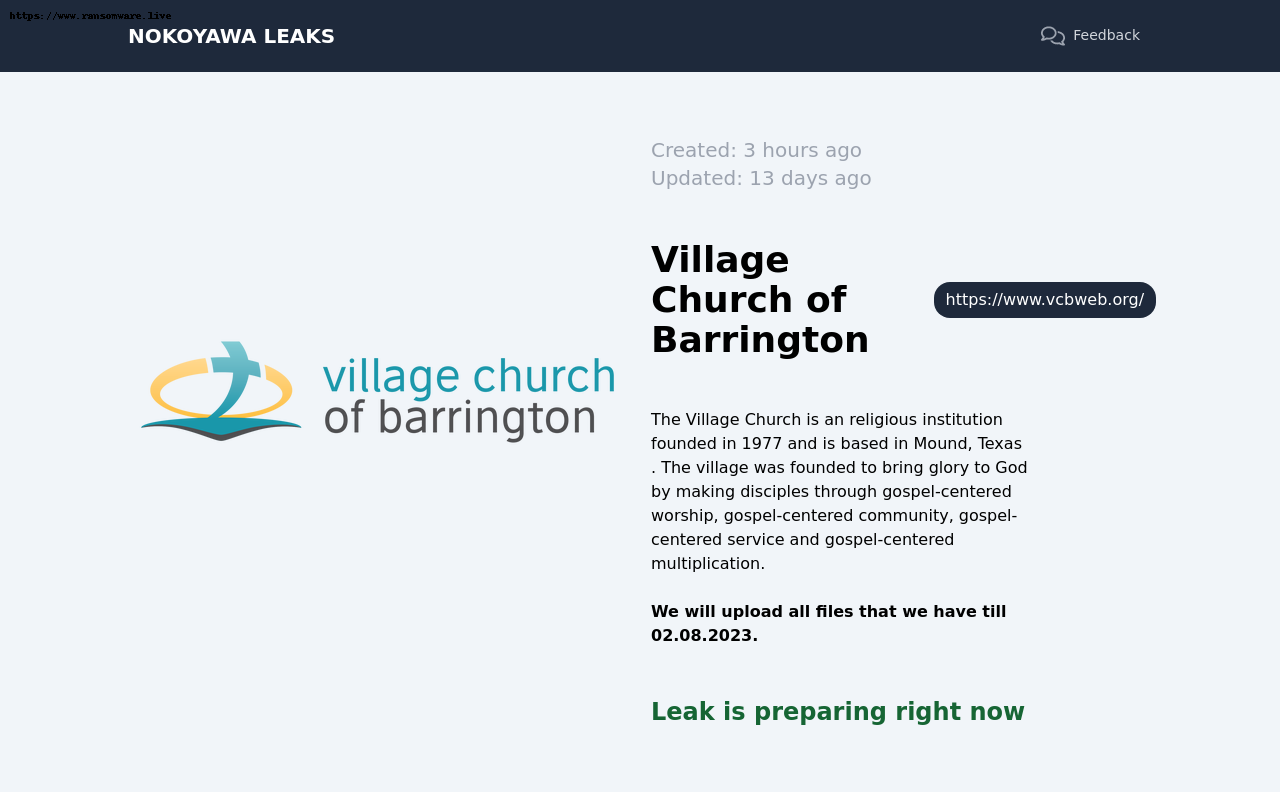 https://www.ransomware.live
NOKOYAWA LEAKS
Feedback
Created: 3 hours ago
Updated: 13 days ago
Village
Church of
Barrington
https://www.vcbweb.org/
village church
of barrington
The Village Church is an religious institution
founded in 1977 and is based in Mound, Texas
. The village was founded to bring glory to God
by making disciples through gospel-centered
worship, gospel-centered community, gospel-
centered service and gospel-centered
multiplication.
We will upload all files that we have till
02.08.2023.
Leak is preparing right now